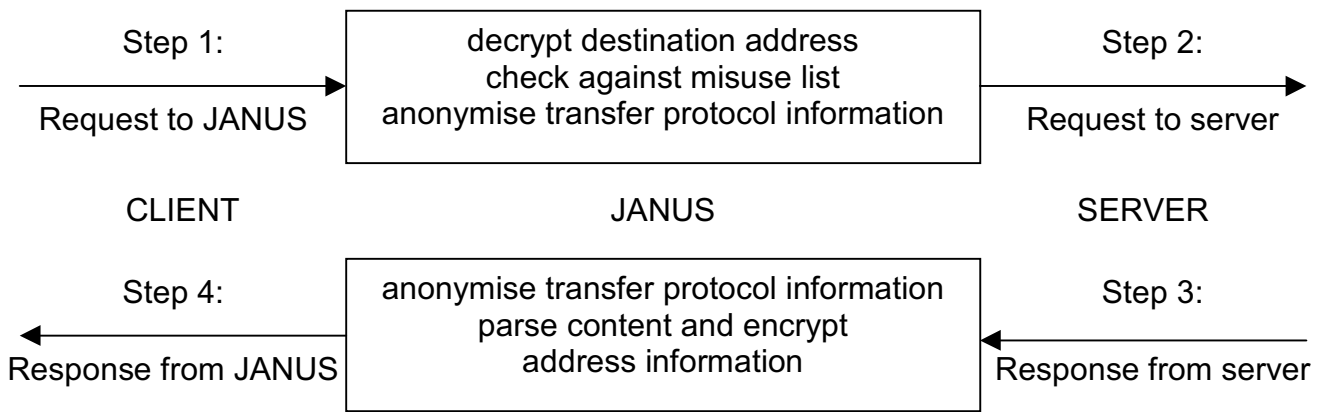 Step 1:
Request to JANUS
decrypt destination address
check against misuse list
anonymise transfer protocol information
Step 2:
Request to server
CLIENT
JANUS
SERVER
Step 4:
Response from JANUS
anonymise transfer protocol information
parse content and encrypt
address information
Step 3:
Response from server